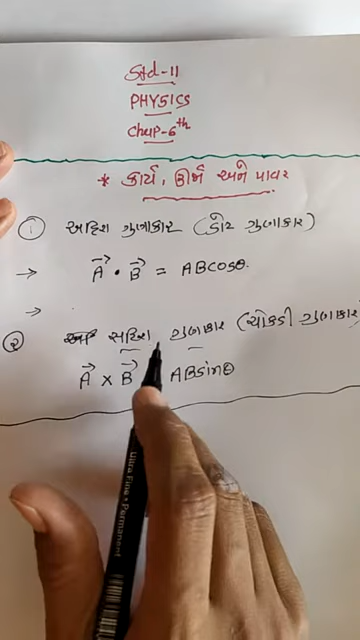 Std-11
PHYSICS
Chap-6th
* કાર્ય, ઊર્જા અને પાવર
① અદિશ ગુણાકાર (ડોટ ગુણાકાર)
→ A⃗ · B⃗ = ABcosθ.
→
② સદિશ ગુણાકાર (ચોકડી ગુણાકાર
A⃗ × B⃗ ABsinθ
Ultra Fine • Permanent